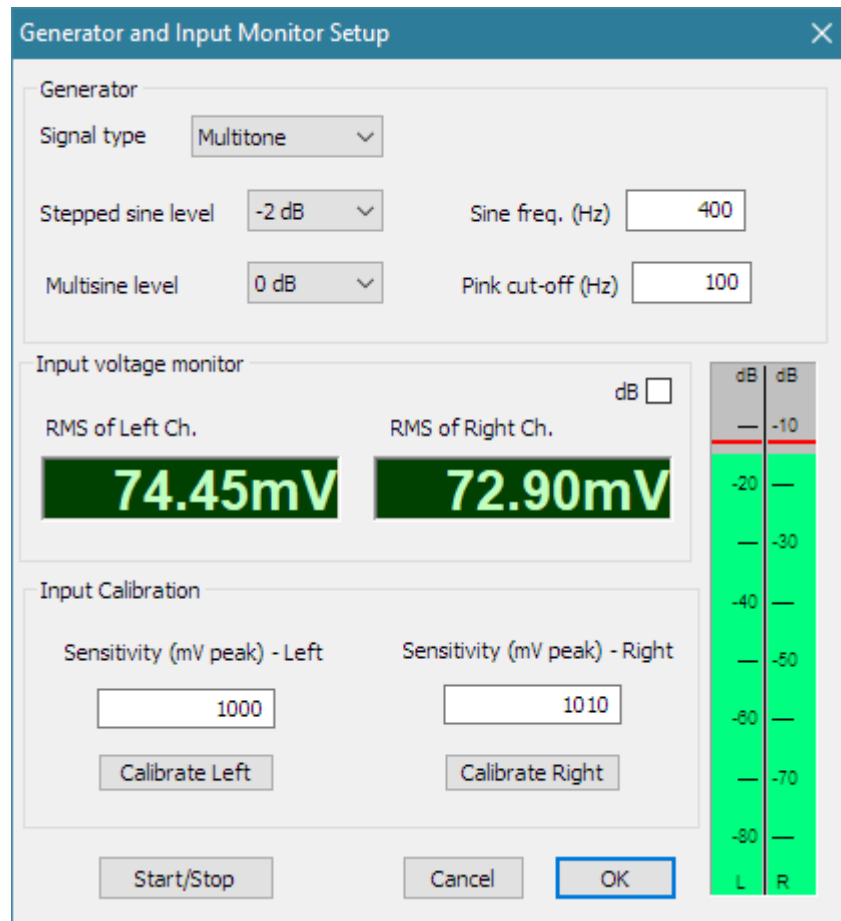 Generator and Input Monitor Setup
Generator
Signal type Multitone
Stepped sine level -2 dB Sine freq. (Hz) 400
Multisine level 0 dB Pink cut-off (Hz) 100
Input voltage monitor
dB
RMS of Left Ch. RMS of Right Ch.
74.45mV 72.90mV
Input Calibration
Sensitivity (mV peak) - Left Sensitivity (mV peak) - Right
1000 1010
Calibrate Left Calibrate Right
Start/Stop Cancel OK
dB dB
-10
-20
-30
-40
-50
-60
-70
-80
L R